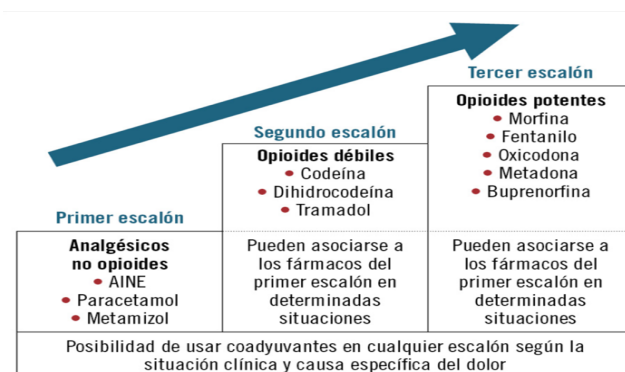 Primer escalón
Analgésicos
no opioides
• AINE
• Paracetamol
• Metamizol
Segundo escalón
Opioides débiles
• Codeína
• Dihidrocodeína
• Tramadol
Pueden asociarse a
los fármacos del
primer escalón en
determinadas
situaciones
Tercer escalón
Opioides potentes
• Morfina
• Fentanilo
• Oxicodona
• Metadona
• Buprenorfina
Pueden asociarse a
los fármacos del
primer escalón en
determinadas
situaciones
Posibilidad de usar coadyuvantes en cualquier escalón según la
situación clínica y causa específica del dolor